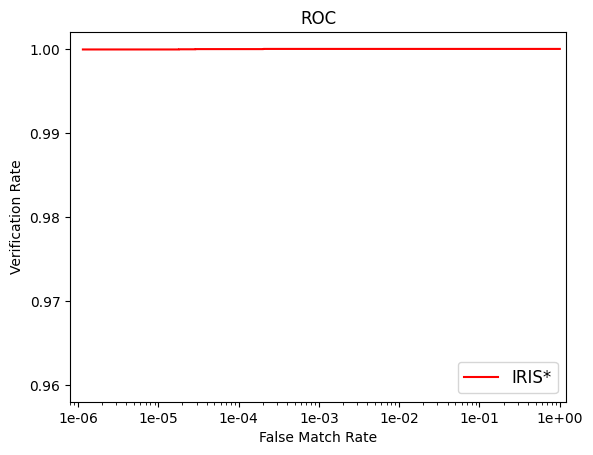 ROC
Verification Rate
1.00
0.99
0.98
0.97
0.96
IRIS*
1e-06 1e-05 1e-04 1e-03 1e-02 1e-01 1e+00
False Match Rate